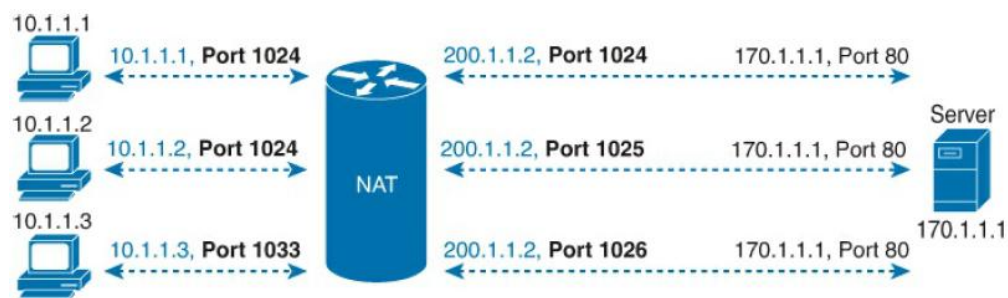 10.1.1.1
10.1.1.1, Port 1024
200.1.1.2, Port 1024
170.1.1.1, Port 80
10.1.1.2
10.1.1.2, Port 1024
NAT
200.1.1.2, Port 1025
170.1.1.1, Port 80
Server
170.1.1.1
10.1.1.3
10.1.1.3, Port 1033
200.1.1.2, Port 1026
170.1.1.1, Port 80